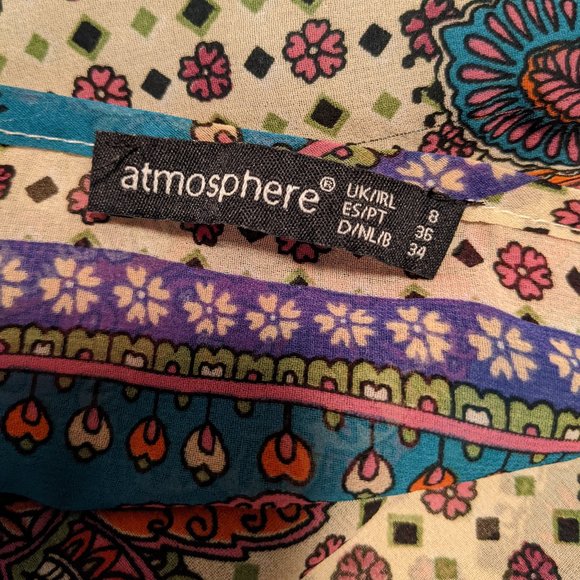 atmosphere®
UK/IRL 8
ES/PT 36
D/NL/B 34